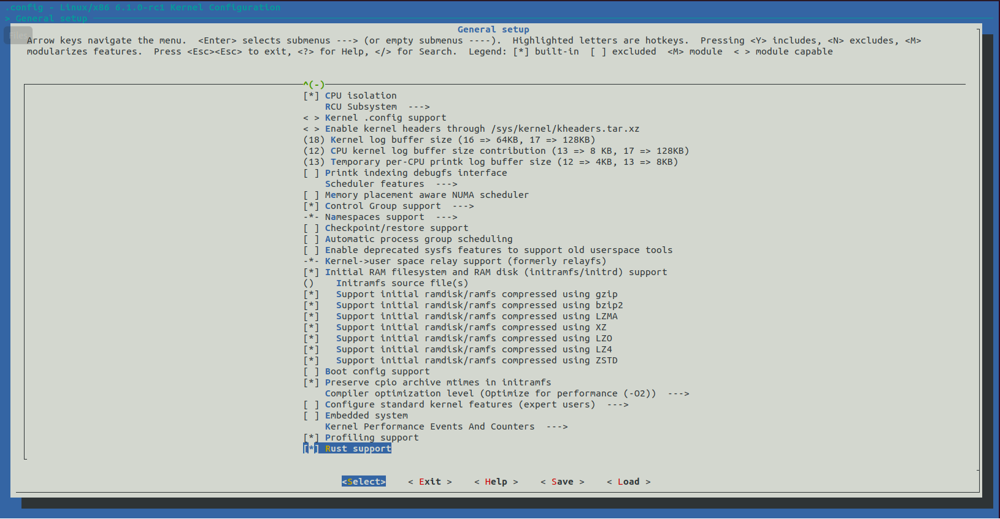 .config - Linux/x86 6.1.0-rc1 Kernel Configuration
> General setup
Files
General setup
Arrow keys navigate the menu.  <Enter> selects submenus ---> (or empty submenus ----).  Highlighted letters are hotkeys.  Pressing <Y> includes, <N> excludes, <M>
modularizes features.  Press <Esc><Esc> to exit, <?> for Help, </> for Search.  Legend: [*] built-in  [ ] excluded  <M> module  < > module capable
^(-)
[*] CPU isolation
RCU Subsystem  --->
< > Kernel .config support
< > Enable kernel headers through /sys/kernel/kheaders.tar.xz
(18) Kernel log buffer size (16 => 64KB, 17 => 128KB)
(12) CPU kernel log buffer size contribution (13 => 8 KB, 17 => 128KB)
(13) Temporary per-CPU printk log buffer size (12 => 4KB, 13 => 8KB)
[ ] Printk indexing debugfs interface
Scheduler features  --->
[ ] Memory placement aware NUMA scheduler
[*] Control Group support  --->
-*- Namespaces support  --->
[ ] Checkpoint/restore support
[ ] Automatic process group scheduling
[ ] Enable deprecated sysfs features to support old userspace tools
-*- Kernel->user space relay support (formerly relayfs)
[*] Initial RAM filesystem and RAM disk (initramfs/initrd) support
()    Initramfs source file(s)
[*]   Support initial ramdisk/ramfs compressed using gzip
[*]   Support initial ramdisk/ramfs compressed using bzip2
[*]   Support initial ramdisk/ramfs compressed using LZMA
[*]   Support initial ramdisk/ramfs compressed using XZ
[*]   Support initial ramdisk/ramfs compressed using LZO
[*]   Support initial ramdisk/ramfs compressed using LZ4
[*]   Support initial ramdisk/ramfs compressed using ZSTD
[ ] Boot config support
[*] Preserve cpio archive mtimes in initramfs
Compiler optimization level (Optimize for performance (-O2))  --->
[ ] Configure standard kernel features (expert users)  --->
[ ] Embedded system
Kernel Performance Events And Counters  --->
[*] Profiling support
[*] Rust support
<Select>    < Exit >    < Help >    < Save >    < Load >